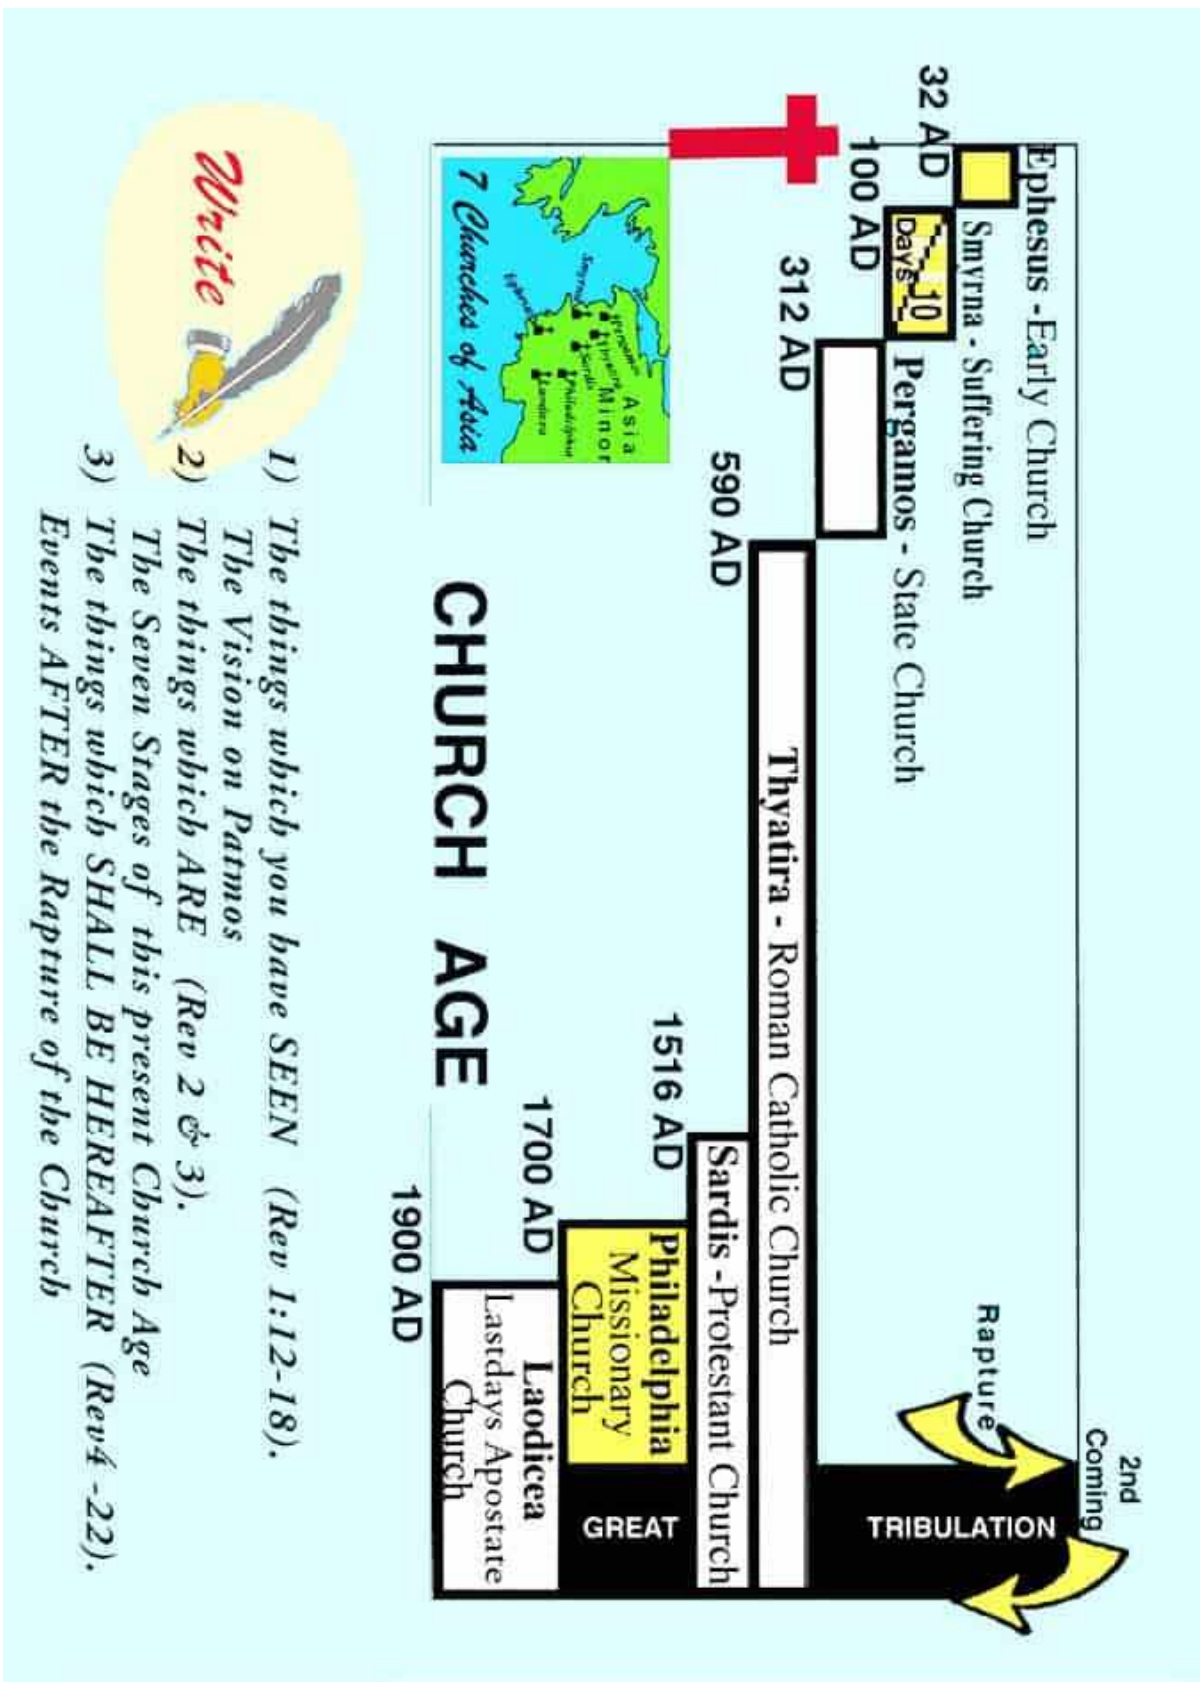 2nd
Coming
Rapture
Ephesus -Early Church
32 AD
Smyrna - Suffering Church
10
Days
100 AD
Pergamos - State Church
312 AD
TRIBULATION
Thyatira - Roman Catholic Church
590 AD
Sardis -Protestant Church
1516 AD
Philadelphia
Missionary
Church
GREAT
1700 AD
Laodicea
Lastdays Apostate
Church
1900 AD
Asia
Minor
Smyrna
Sardis
Philadelphia
7 Churches of Asia
CHURCH AGE
Write
1) The things which you have SEEN (Rev 1:12-18).
The Vision on Patmos
2) The things which ARE (Rev 2 & 3).
The Seven Stages of this present Church Age
3) The things which SHALL BE HEREAFTER (Rev4 -22).
Events AFTER the Rapture of the Church